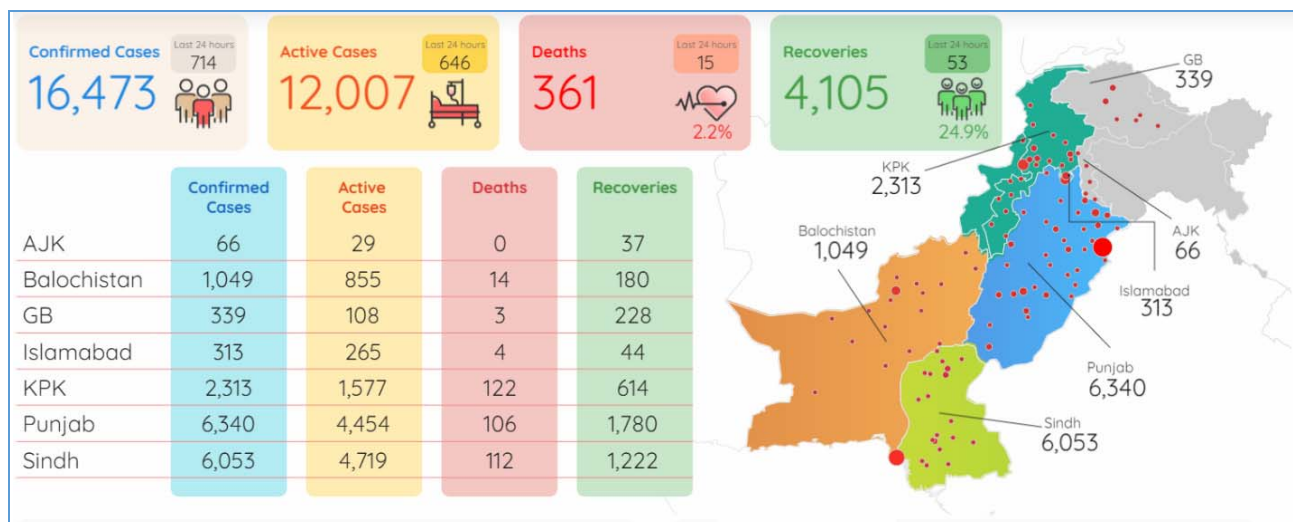 Confirmed Cases
Last 24 hours
714
16,473
Active Cases
Last 24 hours
646
12,007
Deaths
Last 24 hours
15
361
2.2%
Recoveries
Last 24 hours
53
4,105
24.9%
Confirmed Cases Active Cases Deaths Recoveries
AJK 66 29 0 37
Balochistan 1,049 855 14 180
GB 339 108 3 228
Islamabad 313 265 4 44
KPK 2,313 1,577 122 614
Punjab 6,340 4,454 106 1,780
Sindh 6,053 4,719 112 1,222
GB
339
KPK
2,313
Balochistan
1,049
AJK
66
Islamabad
313
Punjab
6,340
Sindh
6,053